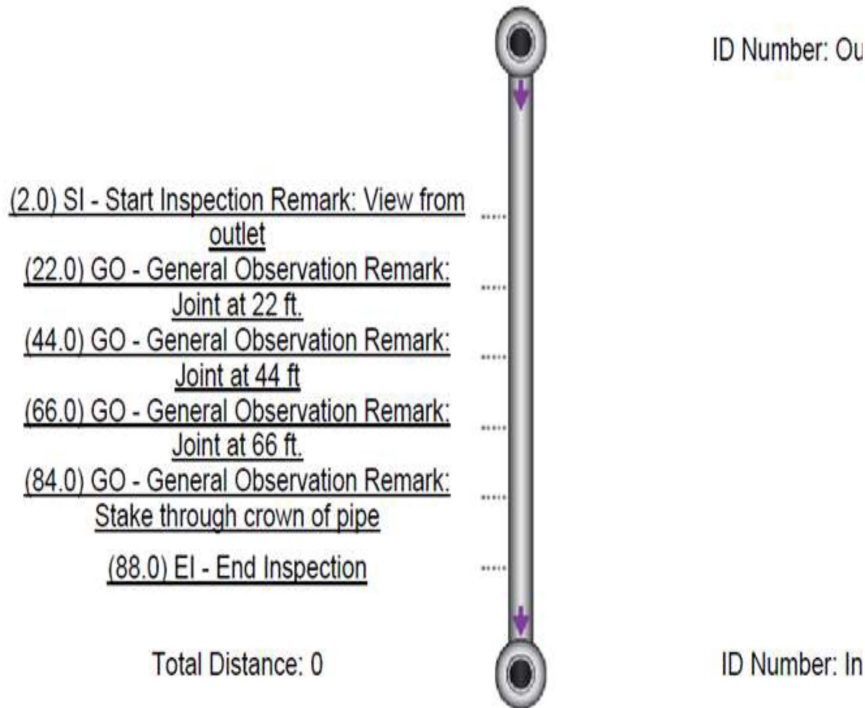 ID Number: Ou
(2.0) SI - Start Inspection Remark: View from
outlet
(22.0) GO - General Observation Remark:
Joint at 22 ft.
(44.0) GO - General Observation Remark:
Joint at 44 ft
(66.0) GO - General Observation Remark:
Joint at 66 ft.
(84.0) GO - General Observation Remark:
Stake through crown of pipe
(88.0) EI - End Inspection
Total Distance: 0
ID Number: In